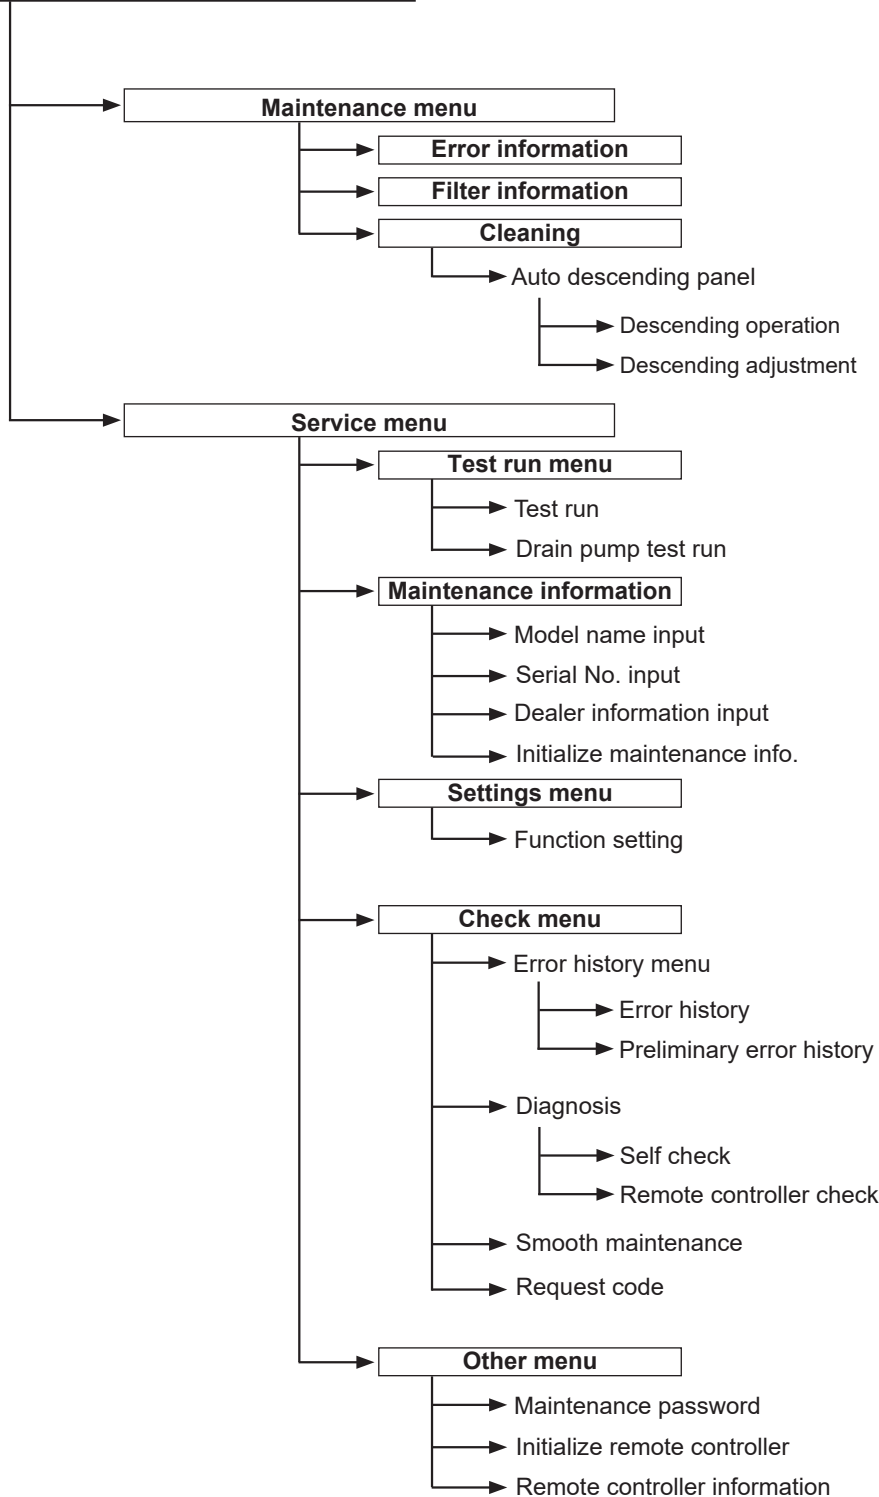 Maintenance menu
Error information
Filter information
Cleaning
Auto descending panel
Descending operation
Descending adjustment
Service menu
Test run menu
Test run
Drain pump test run
Maintenance information
Model name input
Serial No. input
Dealer information input
Initialize maintenance info.
Settings menu
Function setting
Check menu
Error history menu
Error history
Preliminary error history
Diagnosis
Self check
Remote controller check
Smooth maintenance
Request code
Other menu
Maintenance password
Initialize remote controller
Remote controller information